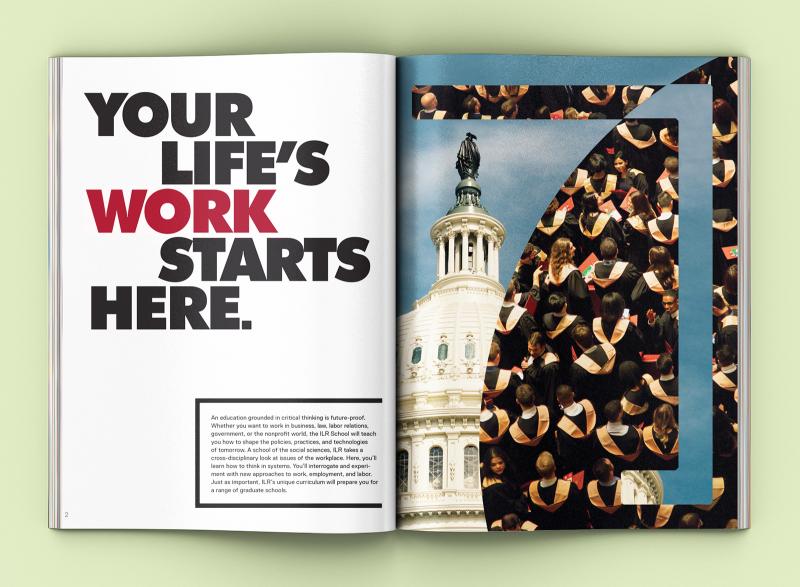 YOUR
LIFE'S
WORK
STARTS
HERE.
An education grounded in critical thinking is future-proof.
Whether you want to work in business, law, labor relations,
government, or the nonprofit world, the ILR School will teach
you how to shape the policies, practices, and technologies
of tomorrow. A school of the social sciences, ILR takes a
cross-disciplinary look at issues of the workplace. Here, you'll
learn how to think in systems. You'll interrogate and experi-
ment with new approaches to work, employment, and labor.
Just as important, ILR's unique curriculum will prepare you for
a range of graduate schools.
2